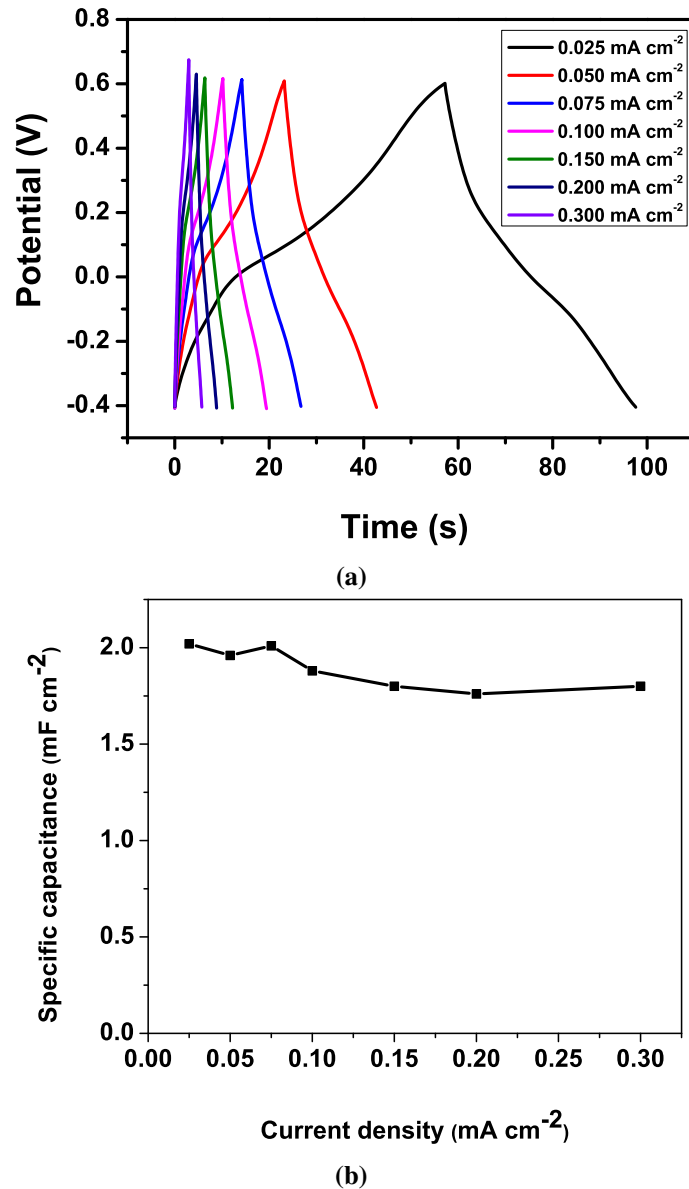 0.8
0.6
0.4
0.2
0.0
-0.2
-0.4
Potential (V)
0.025 mA cm-2
0.050 mA cm-2
0.075 mA cm-2
0.100 mA cm-2
0.150 mA cm-2
0.200 mA cm-2
0.300 mA cm-2
0 20 40 60 80 100
Time (s)
(a)
2.0
1.5
1.0
0.5
0.0
Specific capacitance (mF cm-2)
0.00 0.05 0.10 0.15 0.20 0.25 0.30
Current density (mA cm-2)
(b)